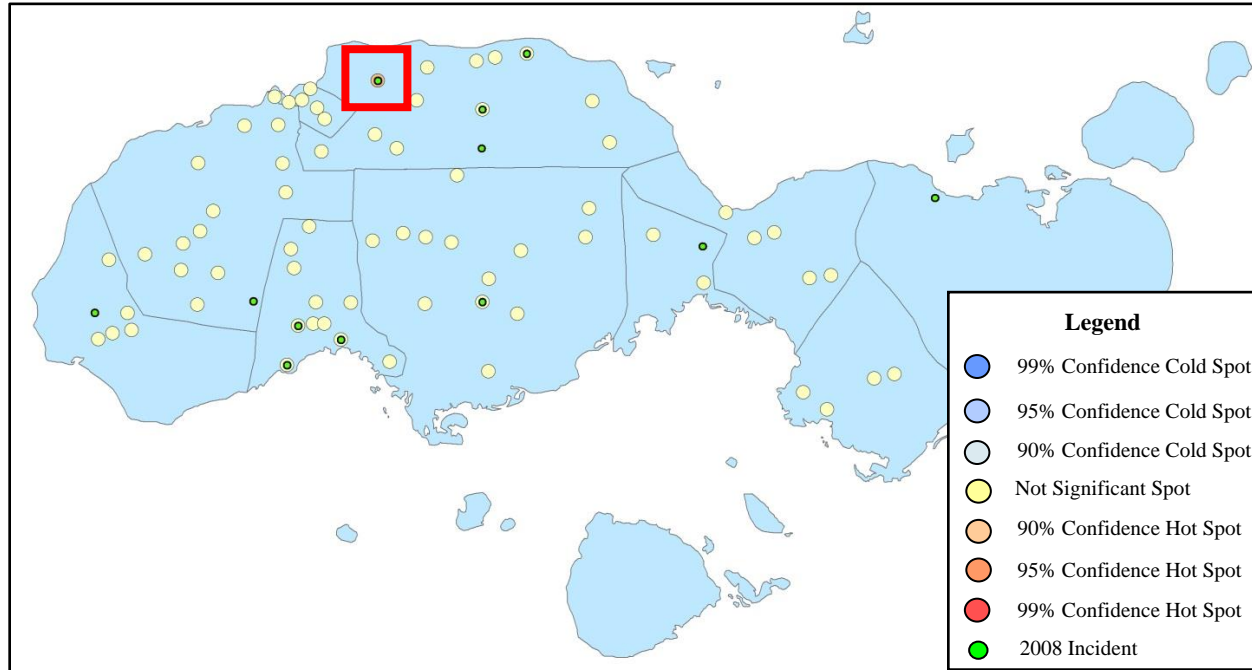 Legend
99% Confidence Cold Spot
95% Confidence Cold Spot
90% Confidence Cold Spot
Not Significant Spot
90% Confidence Hot Spot
95% Confidence Hot Spot
99% Confidence Hot Spot
2008 Incident